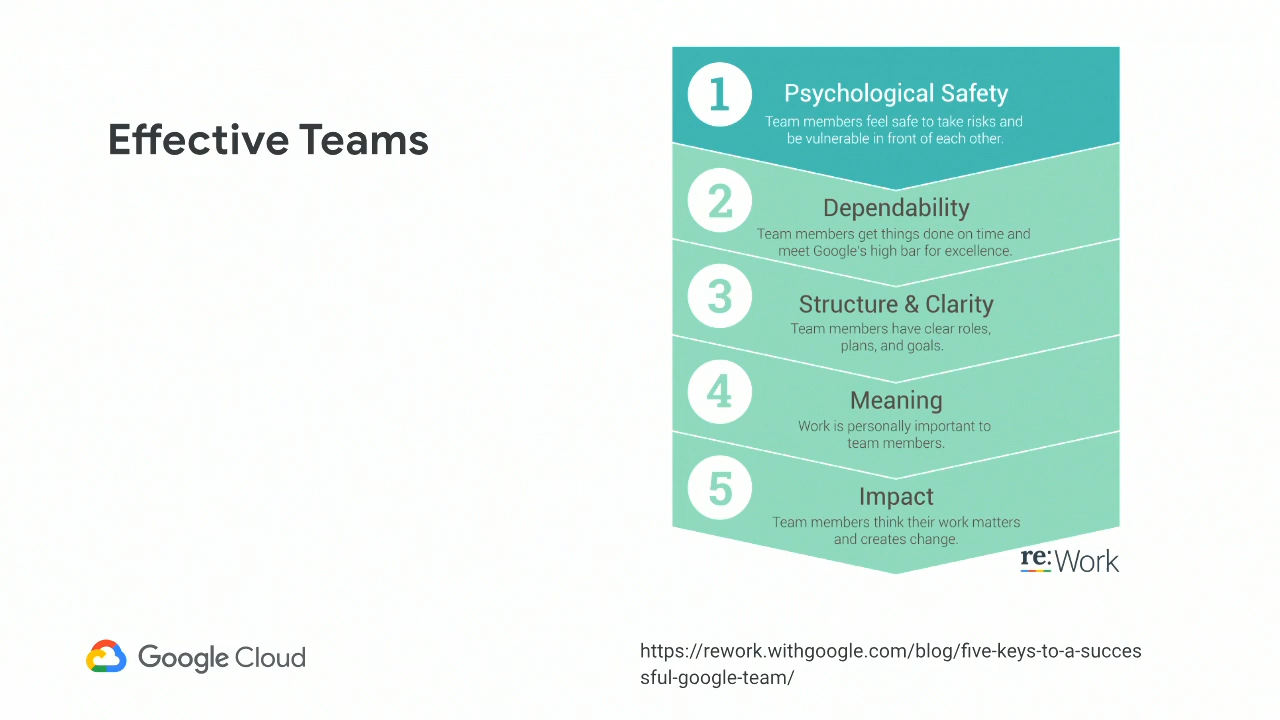 Effective Teams
1
Psychological Safety
Team members feel safe to take risks and
be vulnerable in front of each other.
2
Dependability
Team members get things done on time and
meet Google's high bar for excellence.
3
Structure & Clarity
Team members have clear roles,
plans, and goals.
4
Meaning
Work is personally important to
team members.
5
Impact
Team members think their work matters
and creates change.
re:Work
Google Cloud
https://rework.withgoogle.com/blog/five-keys-to-a-succes
sful-google-team/